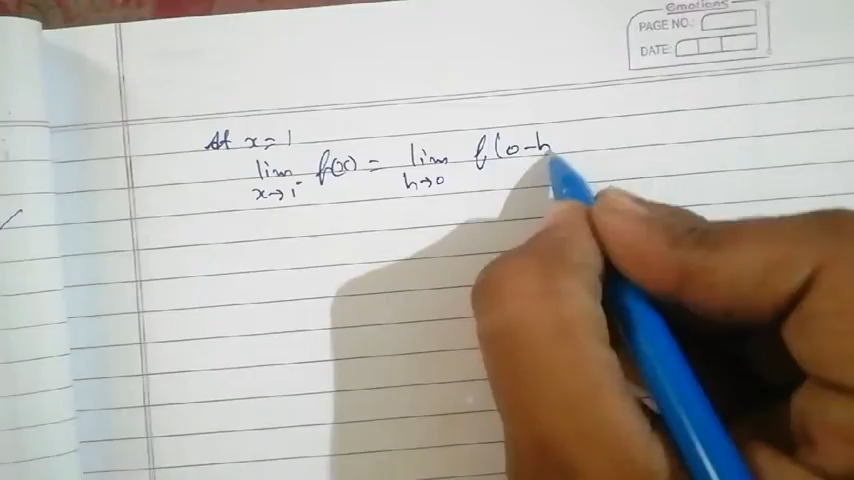 Emotions
PAGE NO.:
DATE:
At x = 1
lim f(x) = lim f(0-h
x→1⁻ h→0